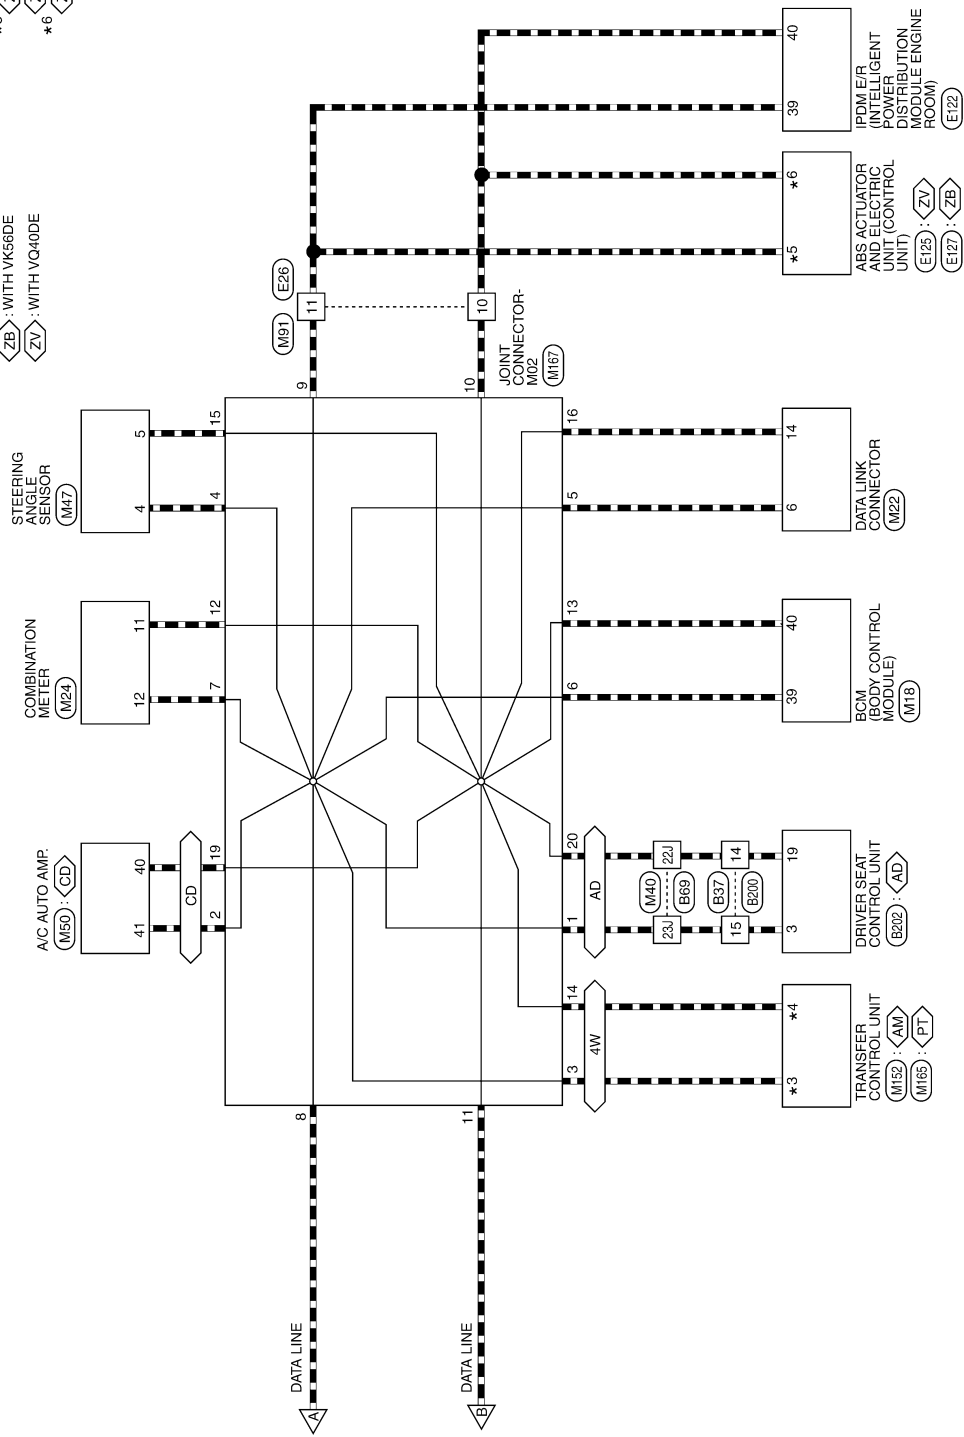 *5
*6
ZB : WITH VK56DE
ZV : WITH VQ40DE
STEERING
ANGLE
SENSOR
M47
5
4
15
4
COMBINATION
METER
M24
11
12
12
7
A/C AUTO AMP.
M50 : CD
40
41
CD
19
2
E26
M91
11
10
9
10
JOINT
CONNECTOR-
M02
M167
IPDM E/R
(INTELLIGENT
POWER
DISTRIBUTION
MODULE ENGINE
ROOM)
E122
40
39
ABS ACTUATOR
AND ELECTRIC
UNIT (CONTROL
UNIT)
E125 : ZV
E127 : ZB
*6
*5
16
5
14
6
DATA LINK
CONNECTOR
M22
13
6
40
39
BCM
(BODY CONTROL
MODULE)
M18
20
1
AD
22J
23J
M40
B69
14
15
B37
B200
19
3
DRIVER SEAT
CONTROL UNIT
B202 : AD
14
3
4W
*4
*3
TRANSFER
CONTROL UNIT
M152 : AM
M165 : PT
8
11
DATA LINE
A
DATA LINE
B